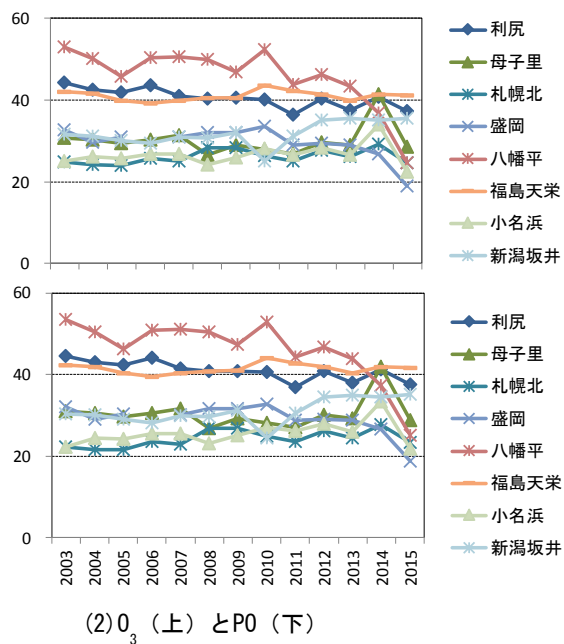 60
40
20
0
利尻
母子里
札幌北
盛岡
八幡平
福島天栄
小名浜
新潟坂井
60
40
20
0
利尻
母子里
札幌北
盛岡
八幡平
福島天栄
小名浜
新潟坂井
2003 2004 2005 2006 2007 2008 2009 2010 2011 2012 2013 2014 2015
(2)O₃（上）とPO（下）